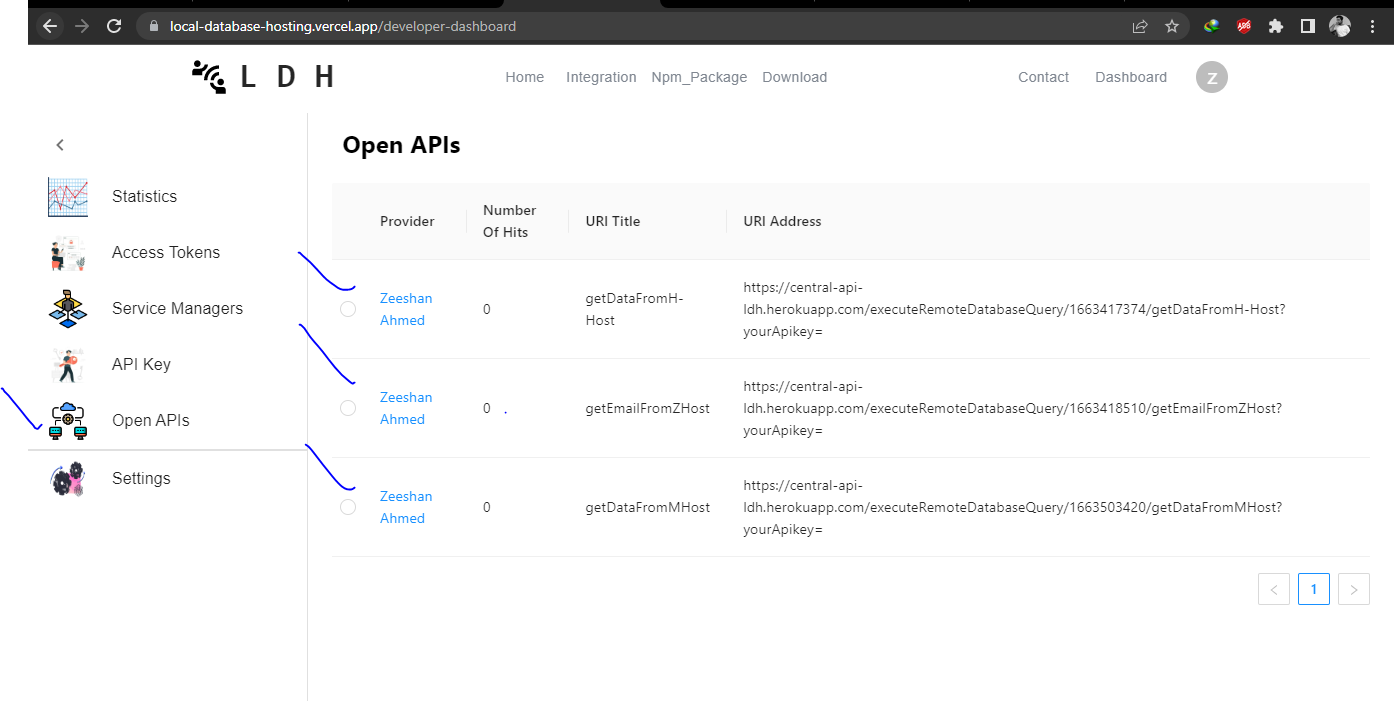 local-database-hosting.vercel.app/developer-dashboard
L D H
Home Integration Npm_Package Download Contact Dashboard Z
Open APIs
Statistics
Access Tokens
Service Managers
API Key
Open APIs
Settings
Provider Number Of Hits URI Title URI Address
Zeeshan Ahmed
0
getDataFromH-
Host
https://central-api-
ldh.herokuapp.com/executeRemoteDatabaseQuery/1663417374/getDataFromH-Host?
yourApikey=
Zeeshan Ahmed
0
getEmailFromZHost
https://central-api-
ldh.herokuapp.com/executeRemoteDatabaseQuery/1663418510/getEmailFromZHost?
yourApikey=
Zeeshan Ahmed
0
getDataFromMHost
https://central-api-
ldh.herokuapp.com/executeRemoteDatabaseQuery/1663503420/getDataFromMHost?
yourApikey=
< 1 >